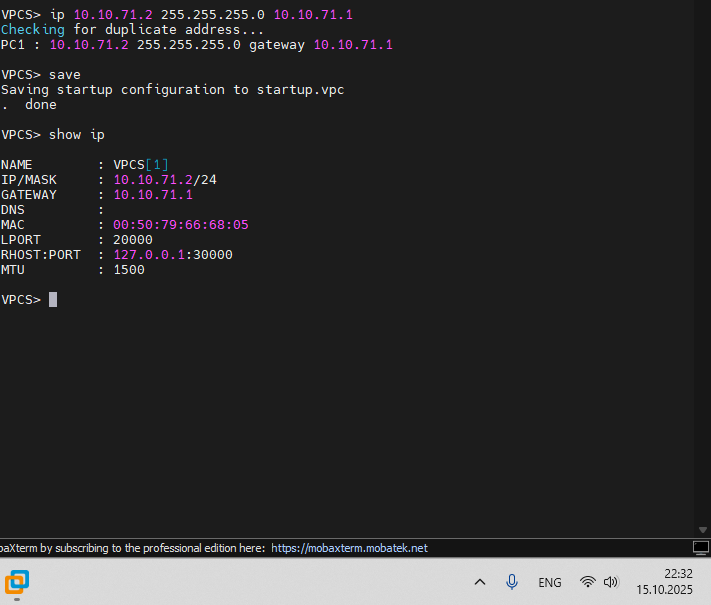 VPCS> ip 10.10.71.2 255.255.255.0 10.10.71.1
Checking for duplicate address...
PC1 : 10.10.71.2 255.255.255.0 gateway 10.10.71.1
VPCS> save
Saving startup configuration to startup.vpc
.  done
VPCS> show ip
NAME        : VPCS[1]
IP/MASK     : 10.10.71.2/24
GATEWAY     : 10.10.71.1
DNS         :
MAC         : 00:50:79:66:68:05
LPORT       : 20000
RHOST:PORT  : 127.0.0.1:30000
MTU         : 1500
VPCS>
baXterm by subscribing to the professional edition here: https://mobaxterm.mobatek.net
ENG
22:32
15.10.2025